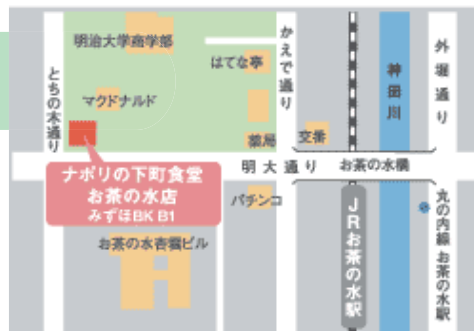 明治大学商学部
はてな亭
かえで通り
神田川
外堀通り
とちの木通り
マクドナルド
薬局
交番
明大通り
お茶の水橋
ナポリの下町食堂
お茶の水店
みずほBK B1
パチンコ
お茶の水杏雲ビル
JRお茶の水駅
丸の内線 お茶の水駅